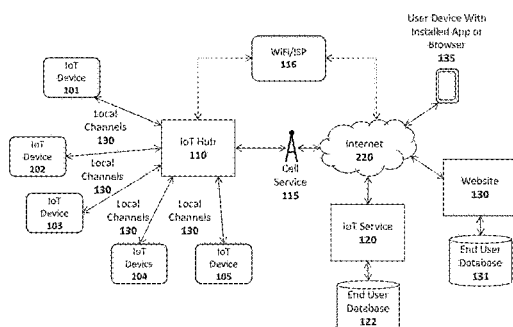 User Device With
Installed App or
Browser
135
WiFi/ISP
116
IoT
Device
101
Local
Channels
130
IoT Hub
110
Internet
220
IoT
Device
102
Local
Channels
130
Cell
Service
115
Website
130
IoT
Device
103
Local
Channels
130
Local
Channels
130
IoT Service
120
End User
Database
131
IoT
Device
104
IoT
Device
105
End User
Database
122